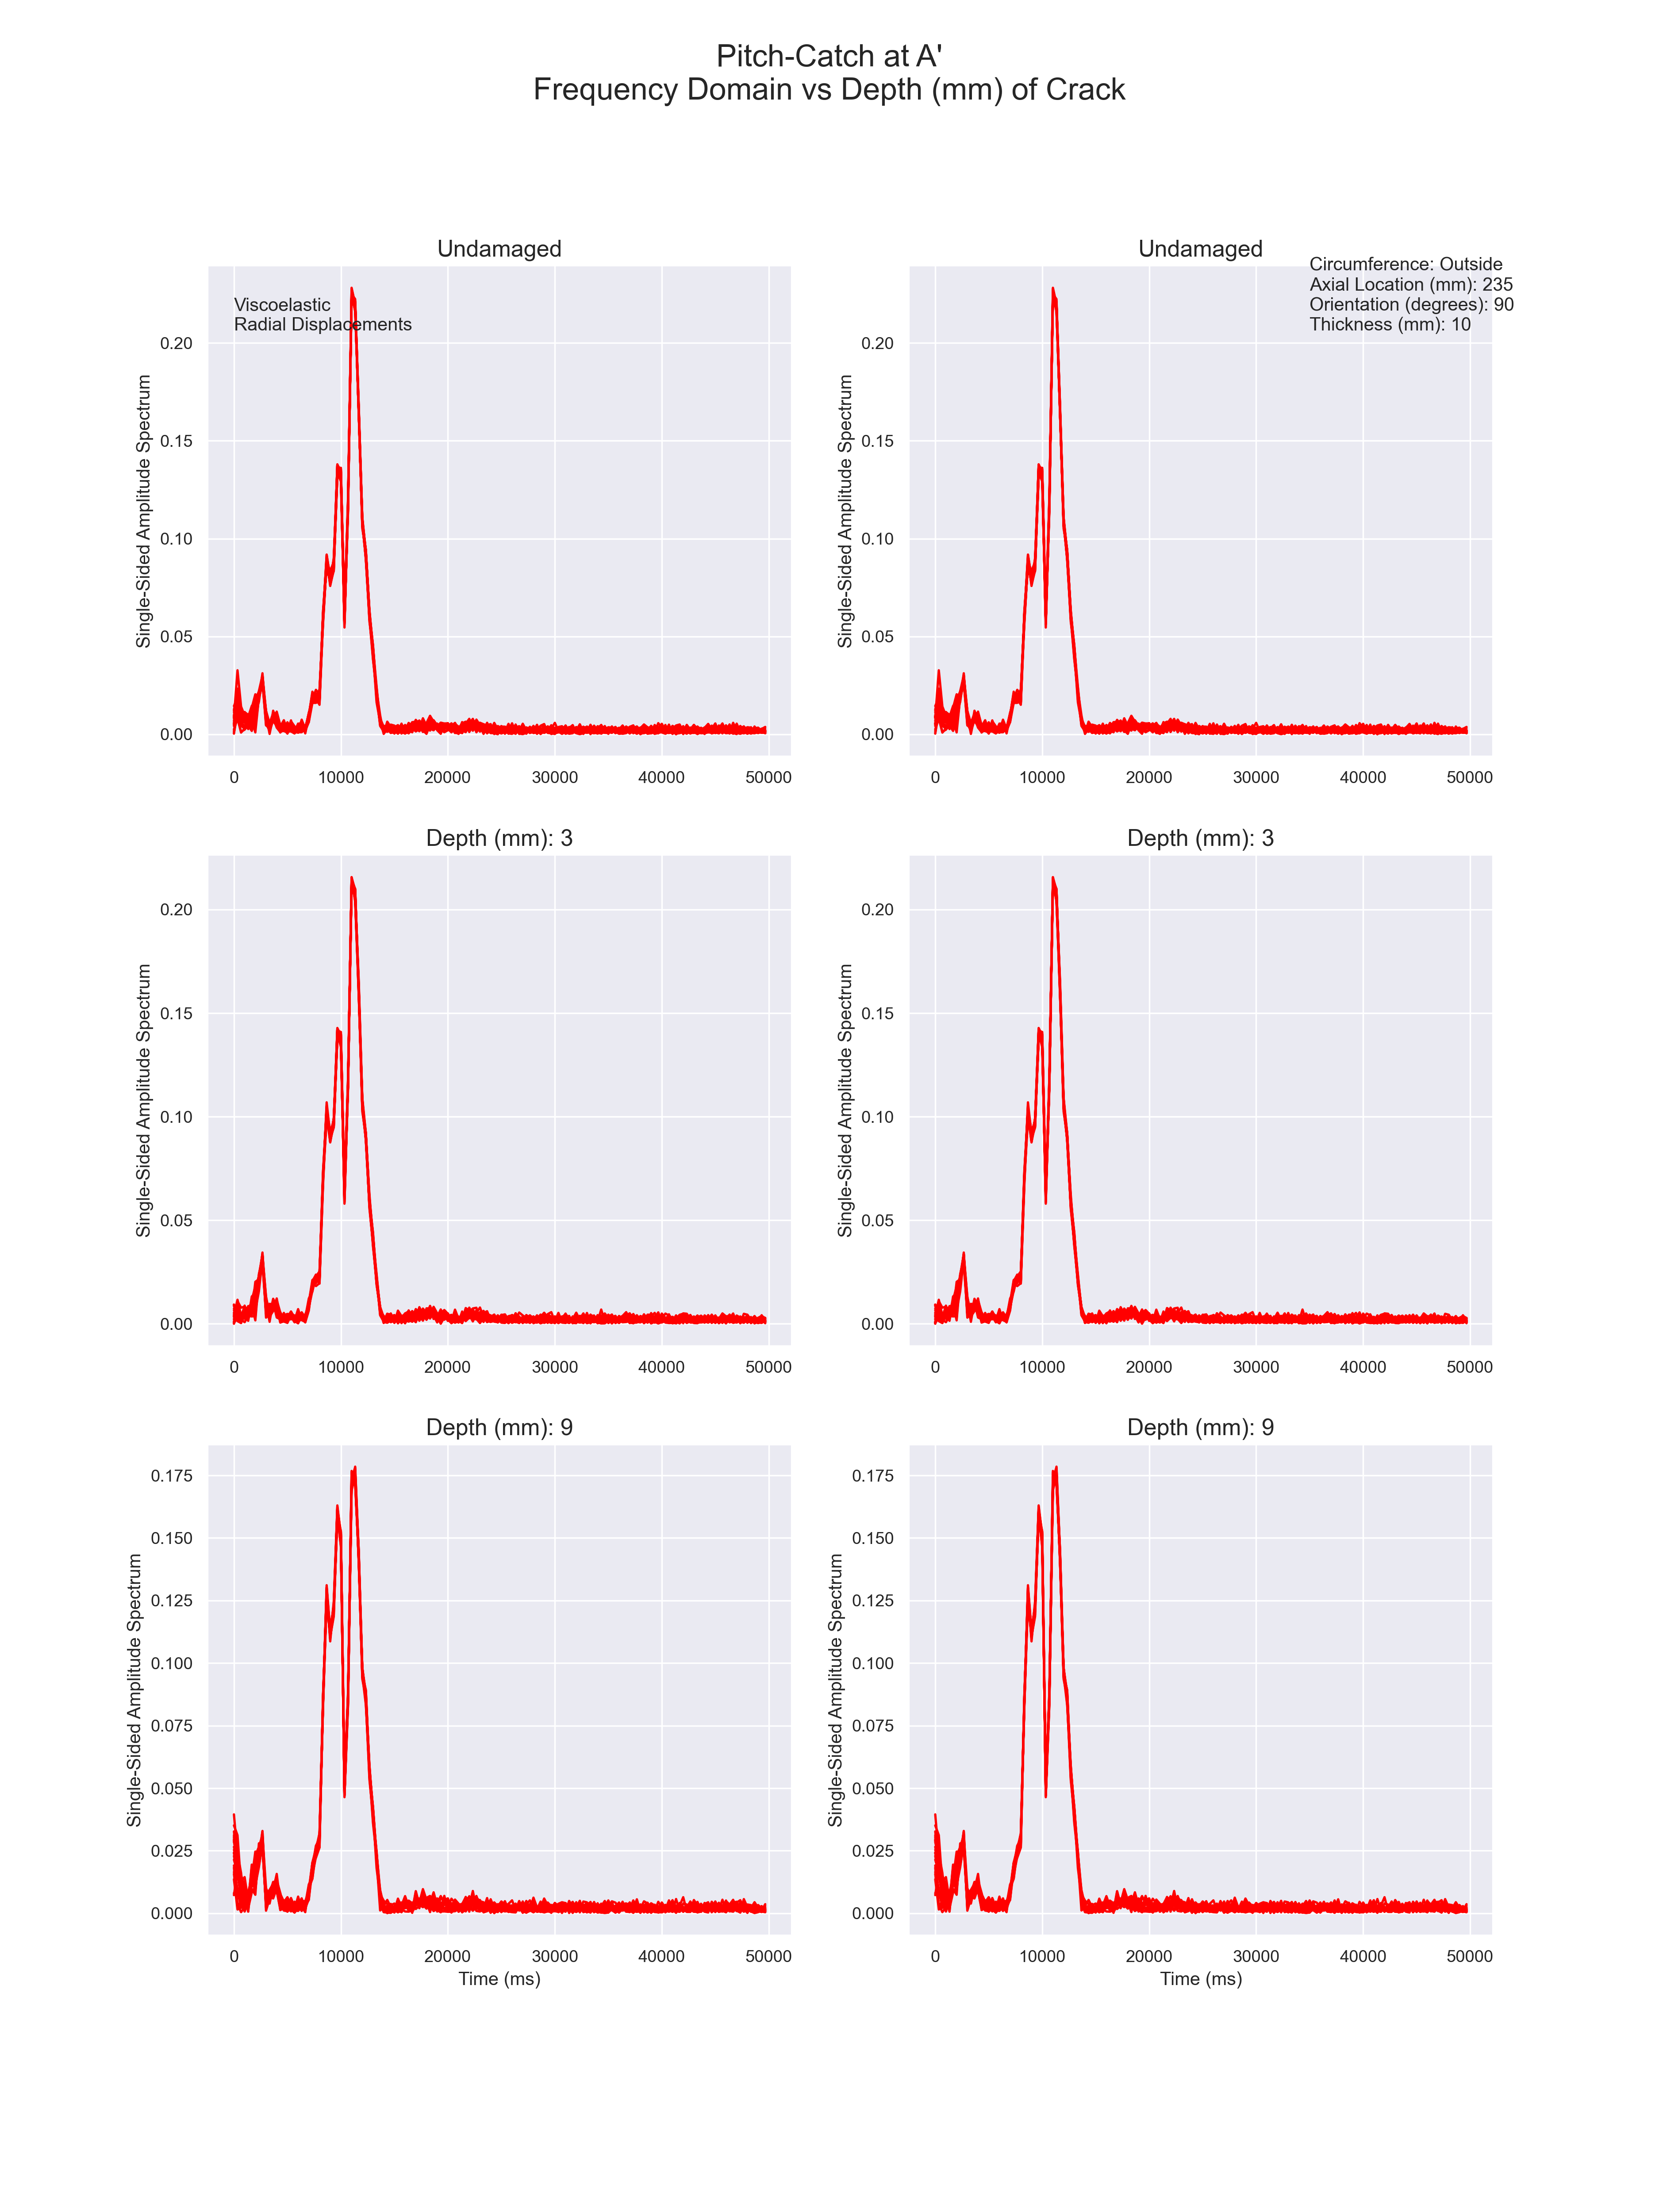 Pitch-Catch at A'
Frequency Domain vs Depth (mm) of Crack
Undamaged
Viscoelastic
Radial Displacements
Single-Sided Amplitude Spectrum
0.20
0.15
0.10
0.05
0.00
0 10000 20000 30000 40000 50000
Undamaged
Circumference: Outside
Axial Location (mm): 235
Orientation (degrees): 90
Thickness (mm): 10
Single-Sided Amplitude Spectrum
0.20
0.15
0.10
0.05
0.00
0 10000 20000 30000 40000 50000
Depth (mm): 3
Single-Sided Amplitude Spectrum
0.20
0.15
0.10
0.05
0.00
0 10000 20000 30000 40000 50000
Depth (mm): 3
Single-Sided Amplitude Spectrum
0.20
0.15
0.10
0.05
0.00
0 10000 20000 30000 40000 50000
Depth (mm): 9
Single-Sided Amplitude Spectrum
0.175
0.150
0.125
0.100
0.075
0.050
0.025
0.000
0 10000 20000 30000 40000 50000
Time (ms)
Depth (mm): 9
Single-Sided Amplitude Spectrum
0.175
0.150
0.125
0.100
0.075
0.050
0.025
0.000
0 10000 20000 30000 40000 50000
Time (ms)